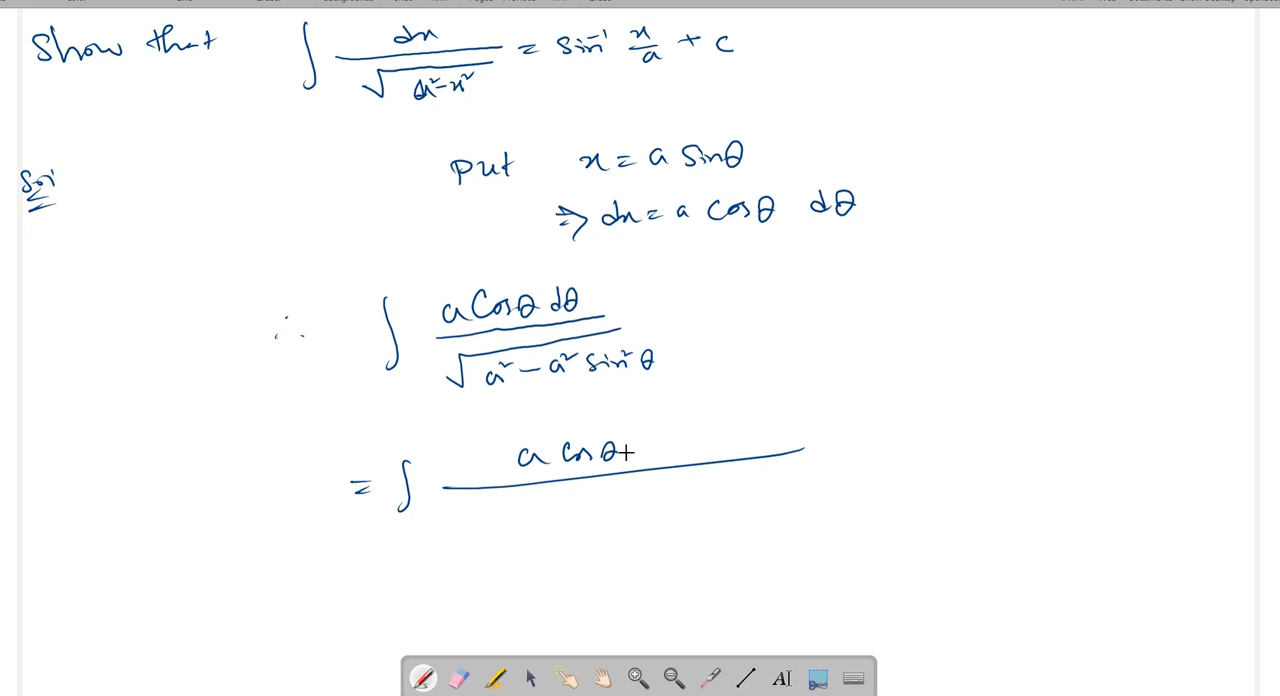 Show that ∫ dx / √(a²-x²) = sin⁻¹ x/a + c
Sol
put x = a sinθ
⇒ dx = a cosθ dθ
∴ ∫ a Cosθ dθ / √(a² - a² sin²θ)
= ∫ a cosθ